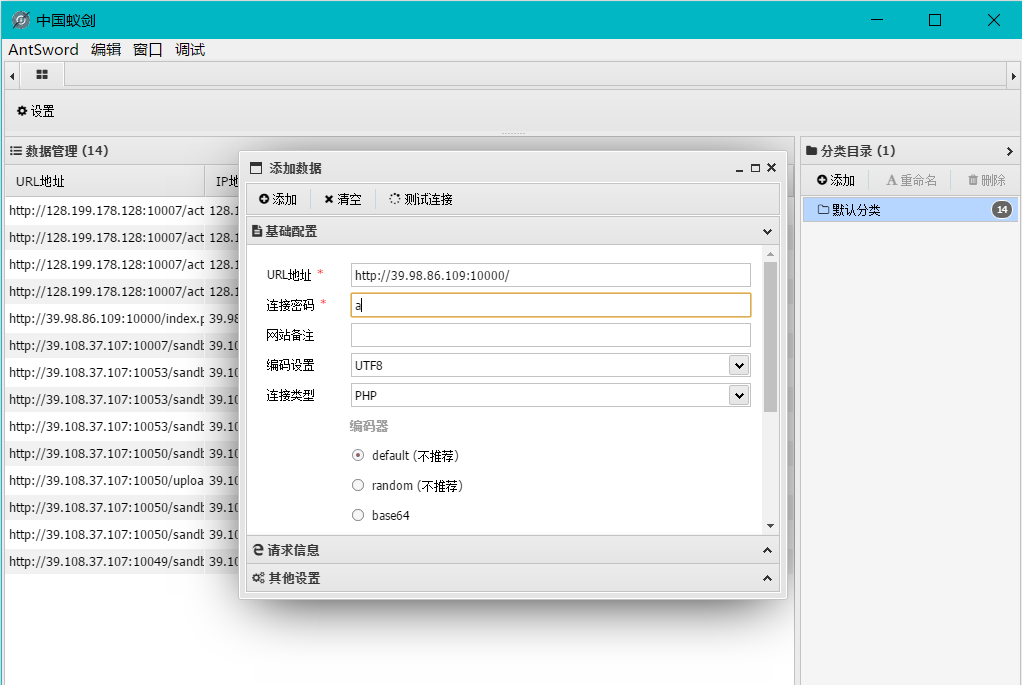 中国蚁剑
AntSword 编辑 窗口 调试
设置
数据管理 (14)
分类目录 (1)
URL地址 IP地
添加 重命名 删除
默认分类 14
http://128.199.178.128:10007/act 128.1
http://128.199.178.128:10007/act 128.1
http://128.199.178.128:10007/act 128.1
http://128.199.178.128:10007/act 128.1
http://39.98.86.109:10000/index.p 39.98
http://39.108.37.107:10007/sandb 39.10
http://39.108.37.107:10053/sandb 39.10
http://39.108.37.107:10053/sandb 39.10
http://39.108.37.107:10053/sandb 39.10
http://39.108.37.107:10050/sandb 39.10
http://39.108.37.107:10050/uploa 39.10
http://39.108.37.107:10050/sandb 39.10
http://39.108.37.107:10050/sandb 39.10
http://39.108.37.107:10049/sandb 39.10
添加数据
添加 清空 测试连接
基础配置
URL地址 * http://39.98.86.109:10000/
连接密码 * a
网站备注
编码设置 UTF8
连接类型 PHP
编码器
default (不推荐)
random (不推荐)
base64
请求信息
其他设置